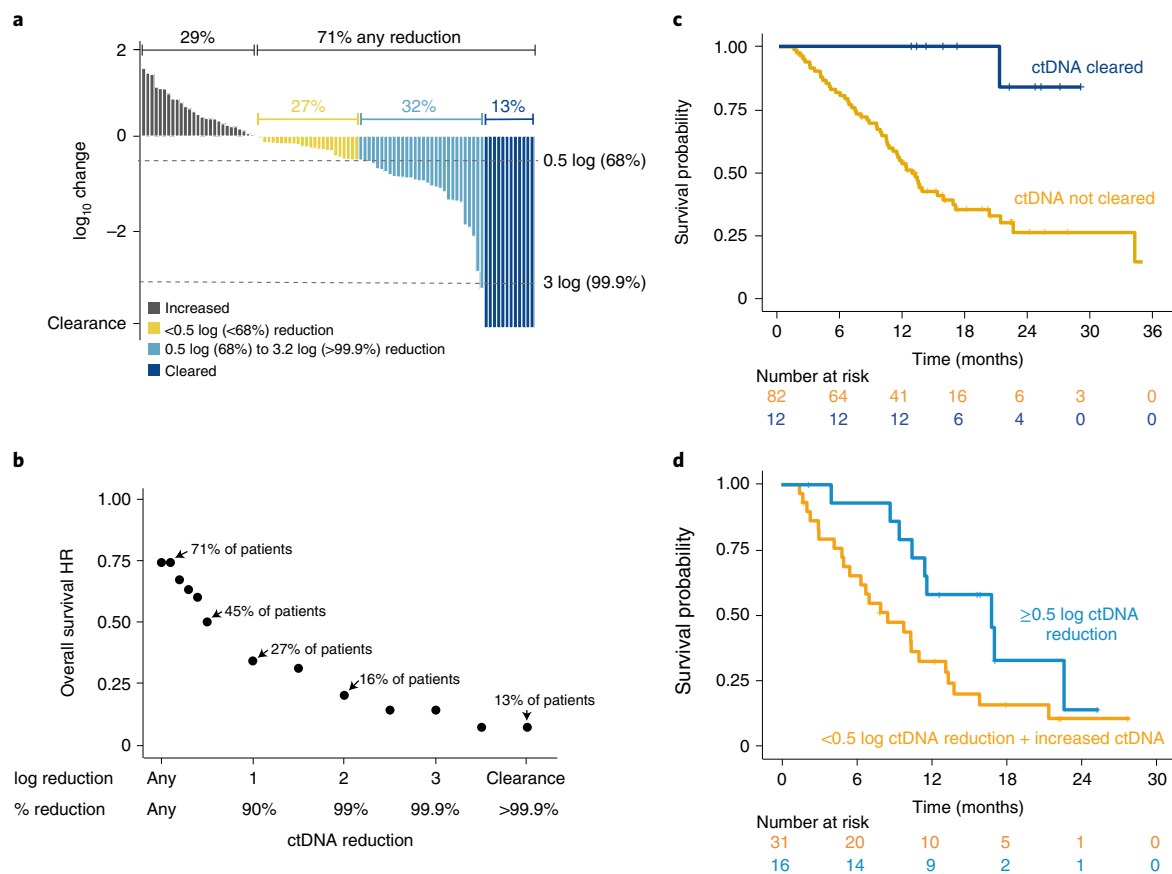 a
29%
71% any reduction
2
27%
32%
13%
0
0.5 log (68%)
log10 change
−2
3 log (99.9%)
Increased
<0.5 log (<68%) reduction
0.5 log (68%) to 3.2 log (>99.9%) reduction
Cleared
Clearance
b
1.00
0.75
71% of patients
Overall survival HR
0.50
45% of patients
27% of patients
0.25
16% of patients
13% of patients
0
log reduction Any 1 2 3 Clearance
% reduction Any 90% 99% 99.9% >99.9%
ctDNA reduction
c
1.00
ctDNA cleared
0.75
Survival probability
0.50
ctDNA not cleared
0.25
0
0 6 12 18 24 30 36
Time (months)
Number at risk
82 64 41 16 6 3 0
12 12 12 6 4 0 0
d
1.00
0.75
Survival probability
0.50
≥0.5 log ctDNA
reduction
0.25
<0.5 log ctDNA reduction + increased ctDNA
0
0 6 12 18 24 30
Time (months)
Number at risk
31 20 10 5 1 0
16 14 9 2 1 0